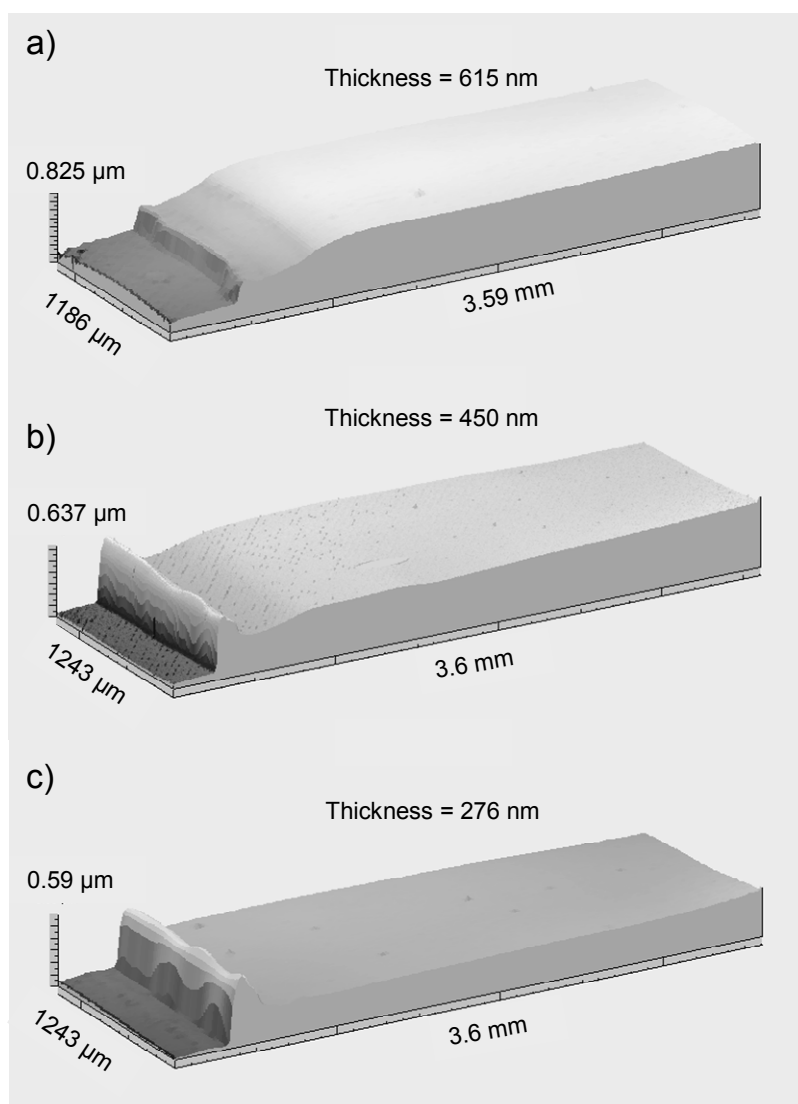 a)
Thickness = 615 nm
0.825 µm
1186 µm
3.59 mm
b)
Thickness = 450 nm
0.637 µm
1243 µm
3.6 mm
c)
Thickness = 276 nm
0.59 µm
1243 µm
3.6 mm